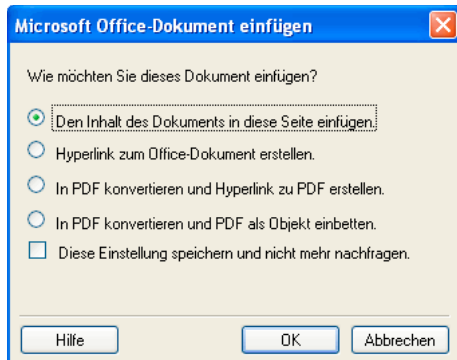 Microsoft Office-Dokument einfügen
Wie möchten Sie dieses Dokument einfügen?
Den Inhalt des Dokuments in diese Seite einfügen.
Hyperlink zum Office-Dokument erstellen.
In PDF konvertieren und Hyperlink zu PDF erstellen.
In PDF konvertieren und PDF als Objekt einbetten.
Diese Einstellung speichern und nicht mehr nachfragen.
Hilfe OK Abbrechen